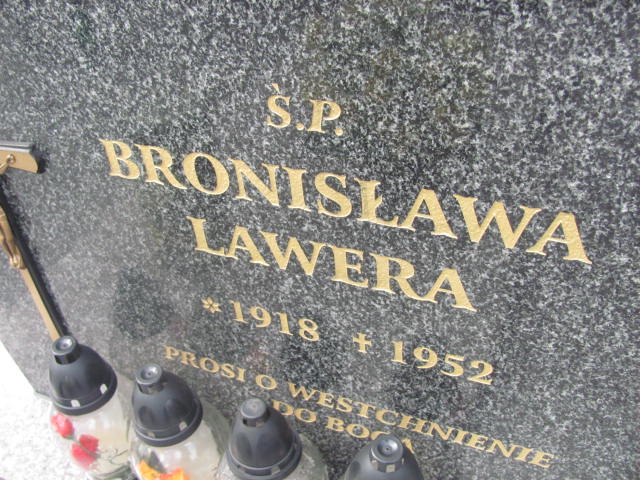 Ś.P.
BRONISŁAWA
LAWERA
* 1918 + 1952
PROSI O WESTCHNIENIE
DO BOGA